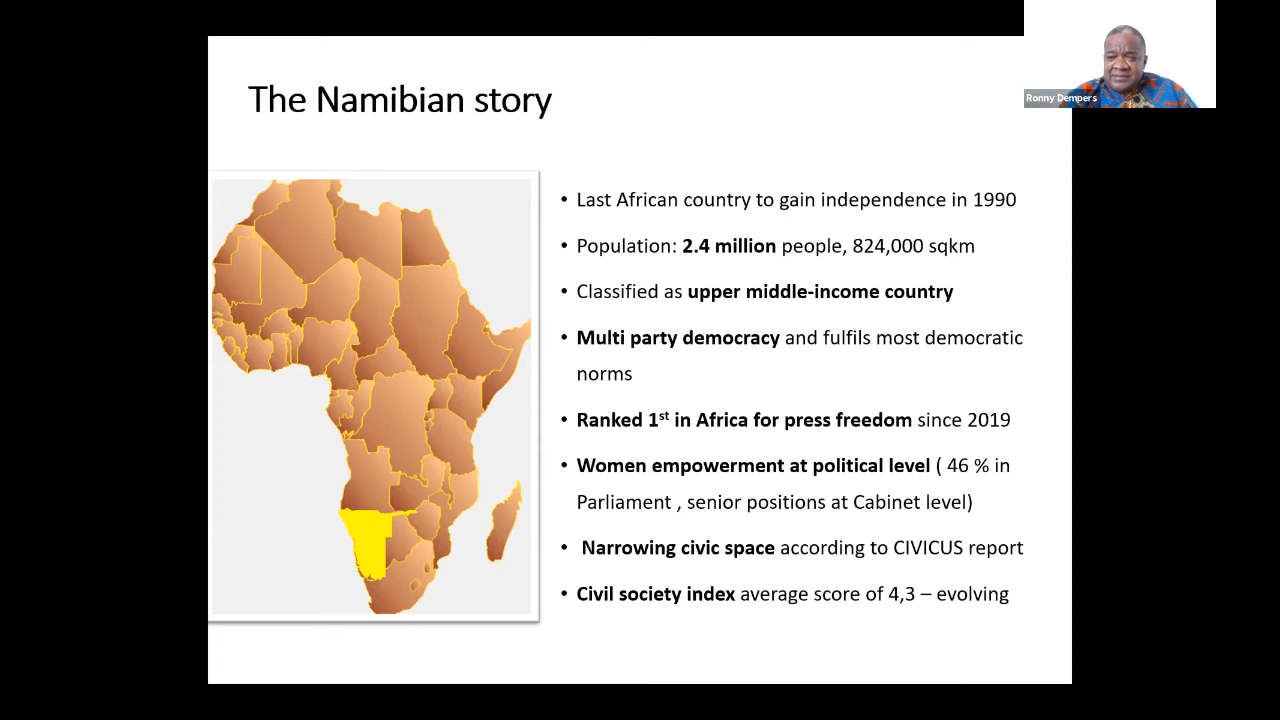 The Namibian story
Ronny Dempers
• Last African country to gain independence in 1990
• Population: 2.4 million people, 824,000 sqkm
• Classified as upper middle-income country
• Multi party democracy and fulfils most democratic
norms
• Ranked 1st in Africa for press freedom since 2019
• Women empowerment at political level ( 46 % in
Parliament , senior positions at Cabinet level)
• Narrowing civic space according to CIVICUS report
• Civil society index average score of 4,3 – evolving